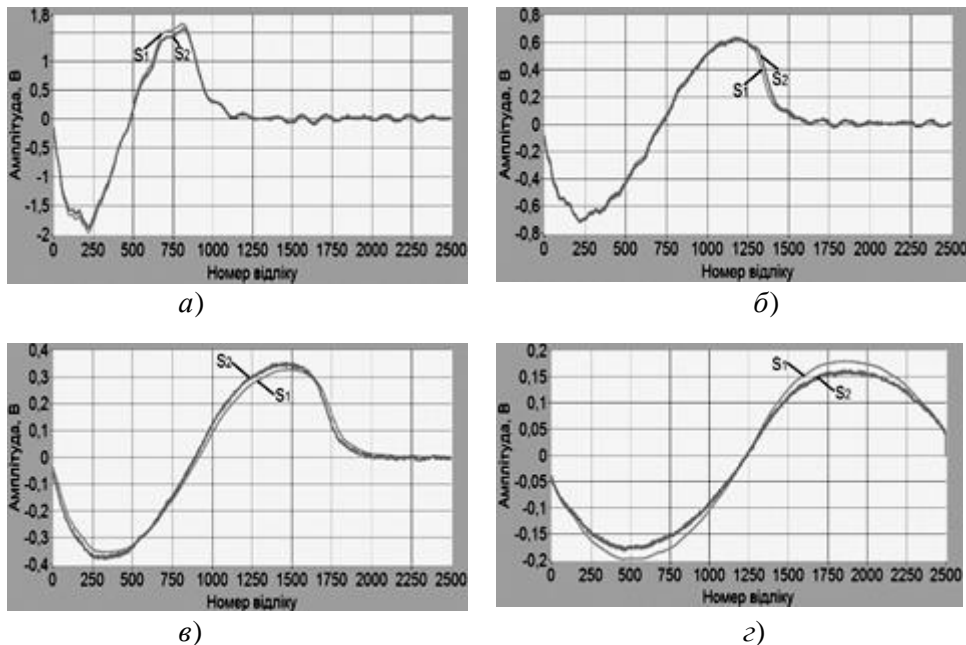 Амплітуда, В
1,8
1
0,5
0
-0,5
-1
-1,5
-2
S1
S2
0 250 500 750 1000 1250 1500 1750 2000 2250 2500
Номер відліку
а)
Амплітуда, В
0,8
0,6
0,4
0,2
0
-0,2
-0,4
-0,6
-0,8
S2
S1
0 250 500 750 1000 1250 1500 1750 2000 2250 2500
Номер відліку
б)
Амплітуда, В
0,4
0,3
0,2
0,1
0
-0,1
-0,2
-0,3
-0,4
S2
S1
0 250 500 750 1000 1250 1500 1750 2000 2250 2500
Номер відліку
в)
Амплітуда, В
0,2
0,15
0,1
0,05
0
-0,05
-0,1
-0,15
-0,2
S1
S2
250 500 750 1000 1250 1500 1750 2000 2250 2500
Номер відліку
г)